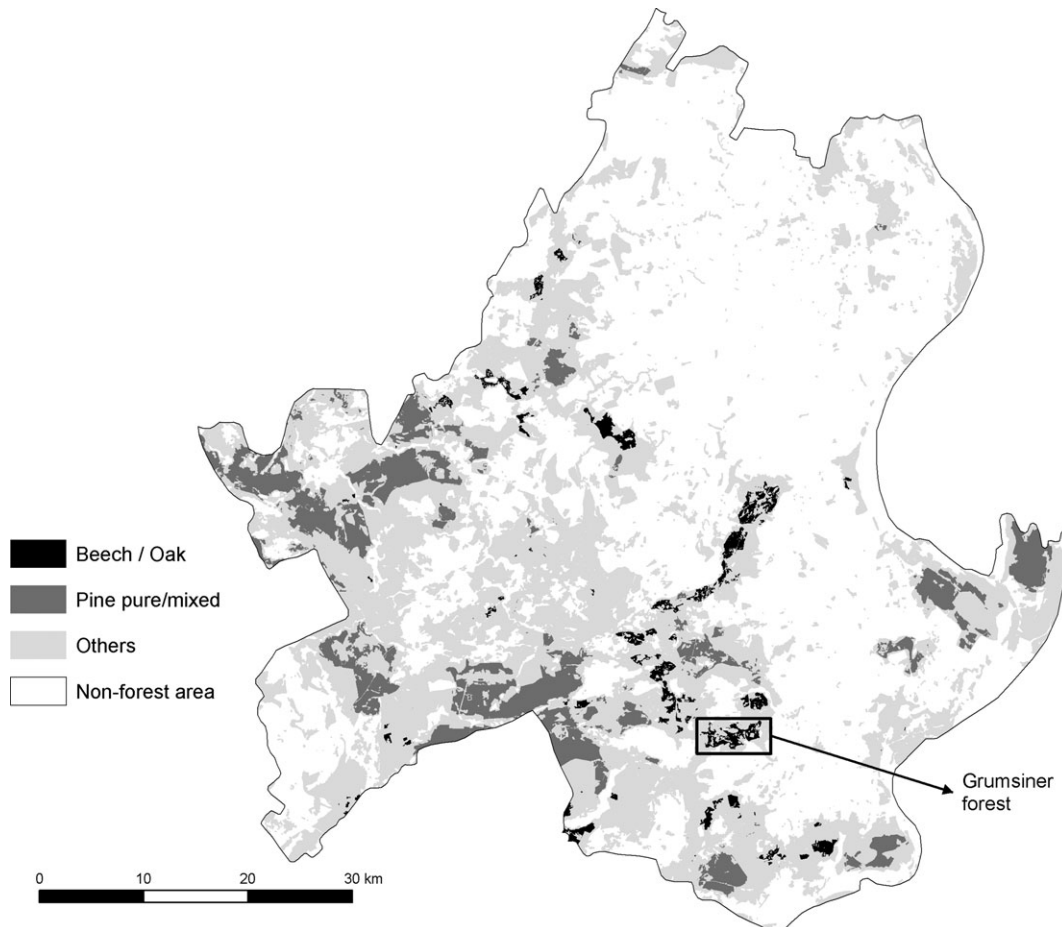 Beech / Oak
Pine pure/mixed
Others
Non-forest area
Grumsiner
forest
0 10 20 30 km